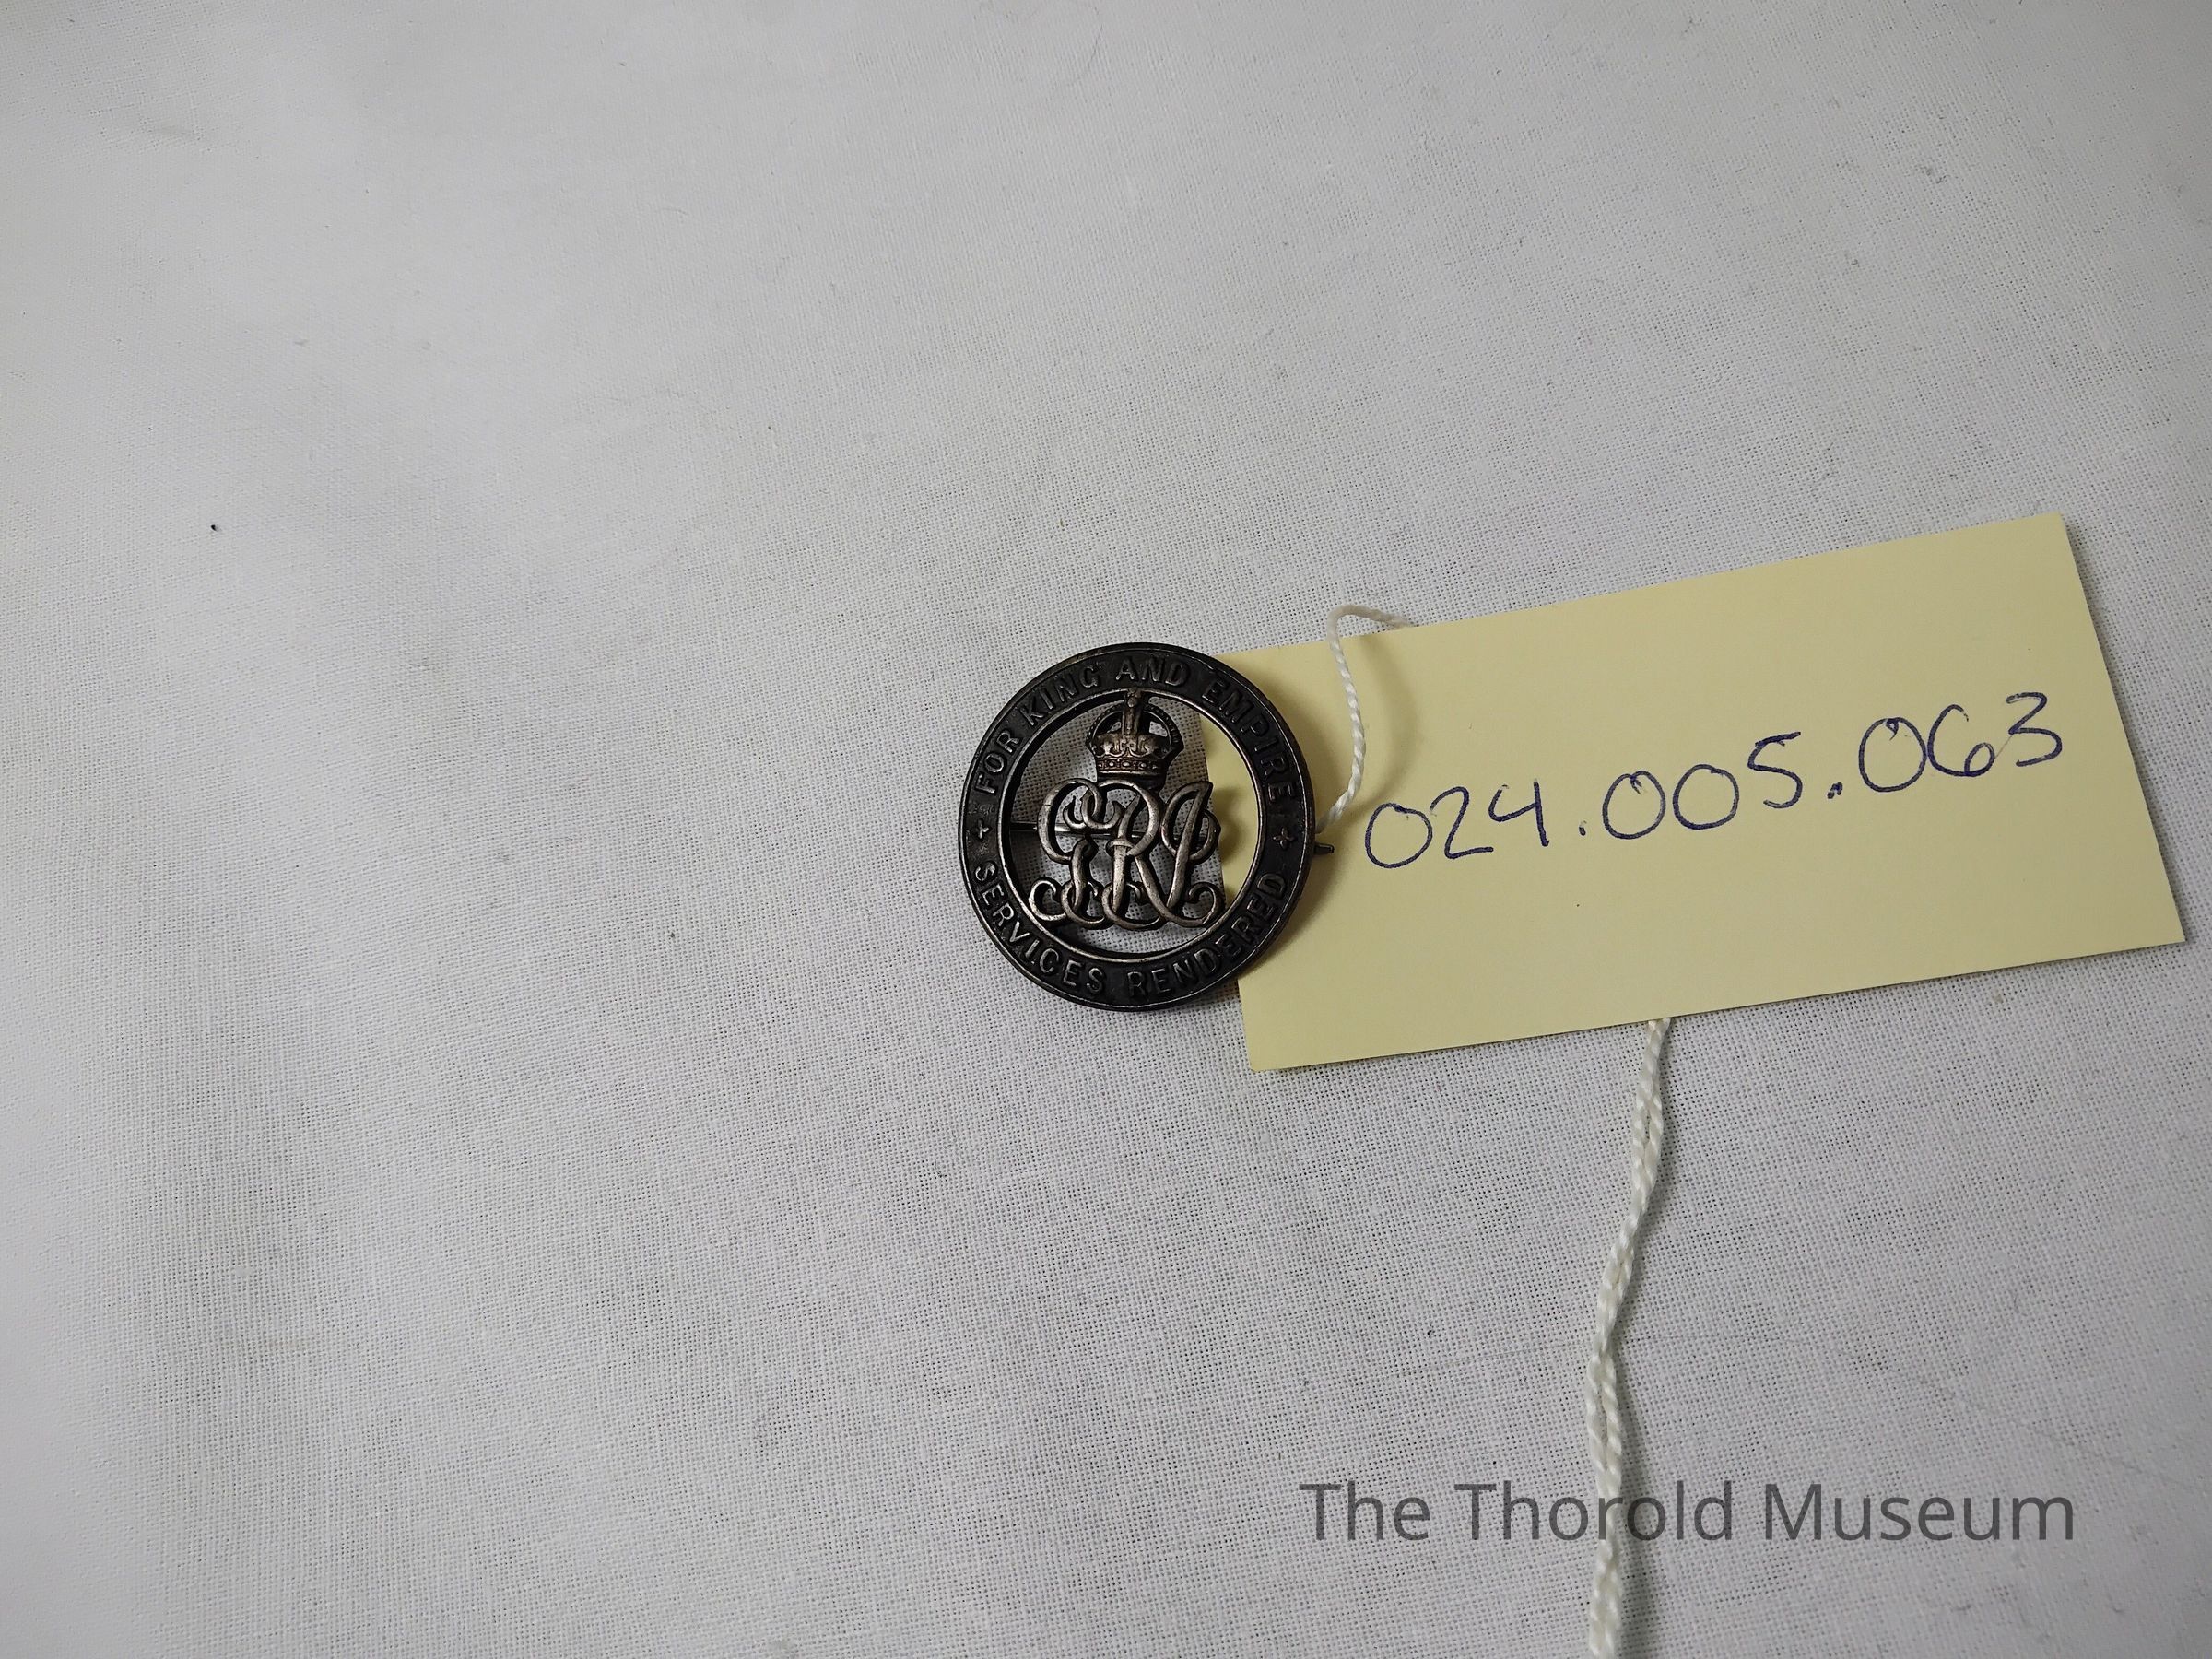 FOR KING AND EMPIRE
GRI
SERVICES RENDERED
024.005.063
The Thorold Museum